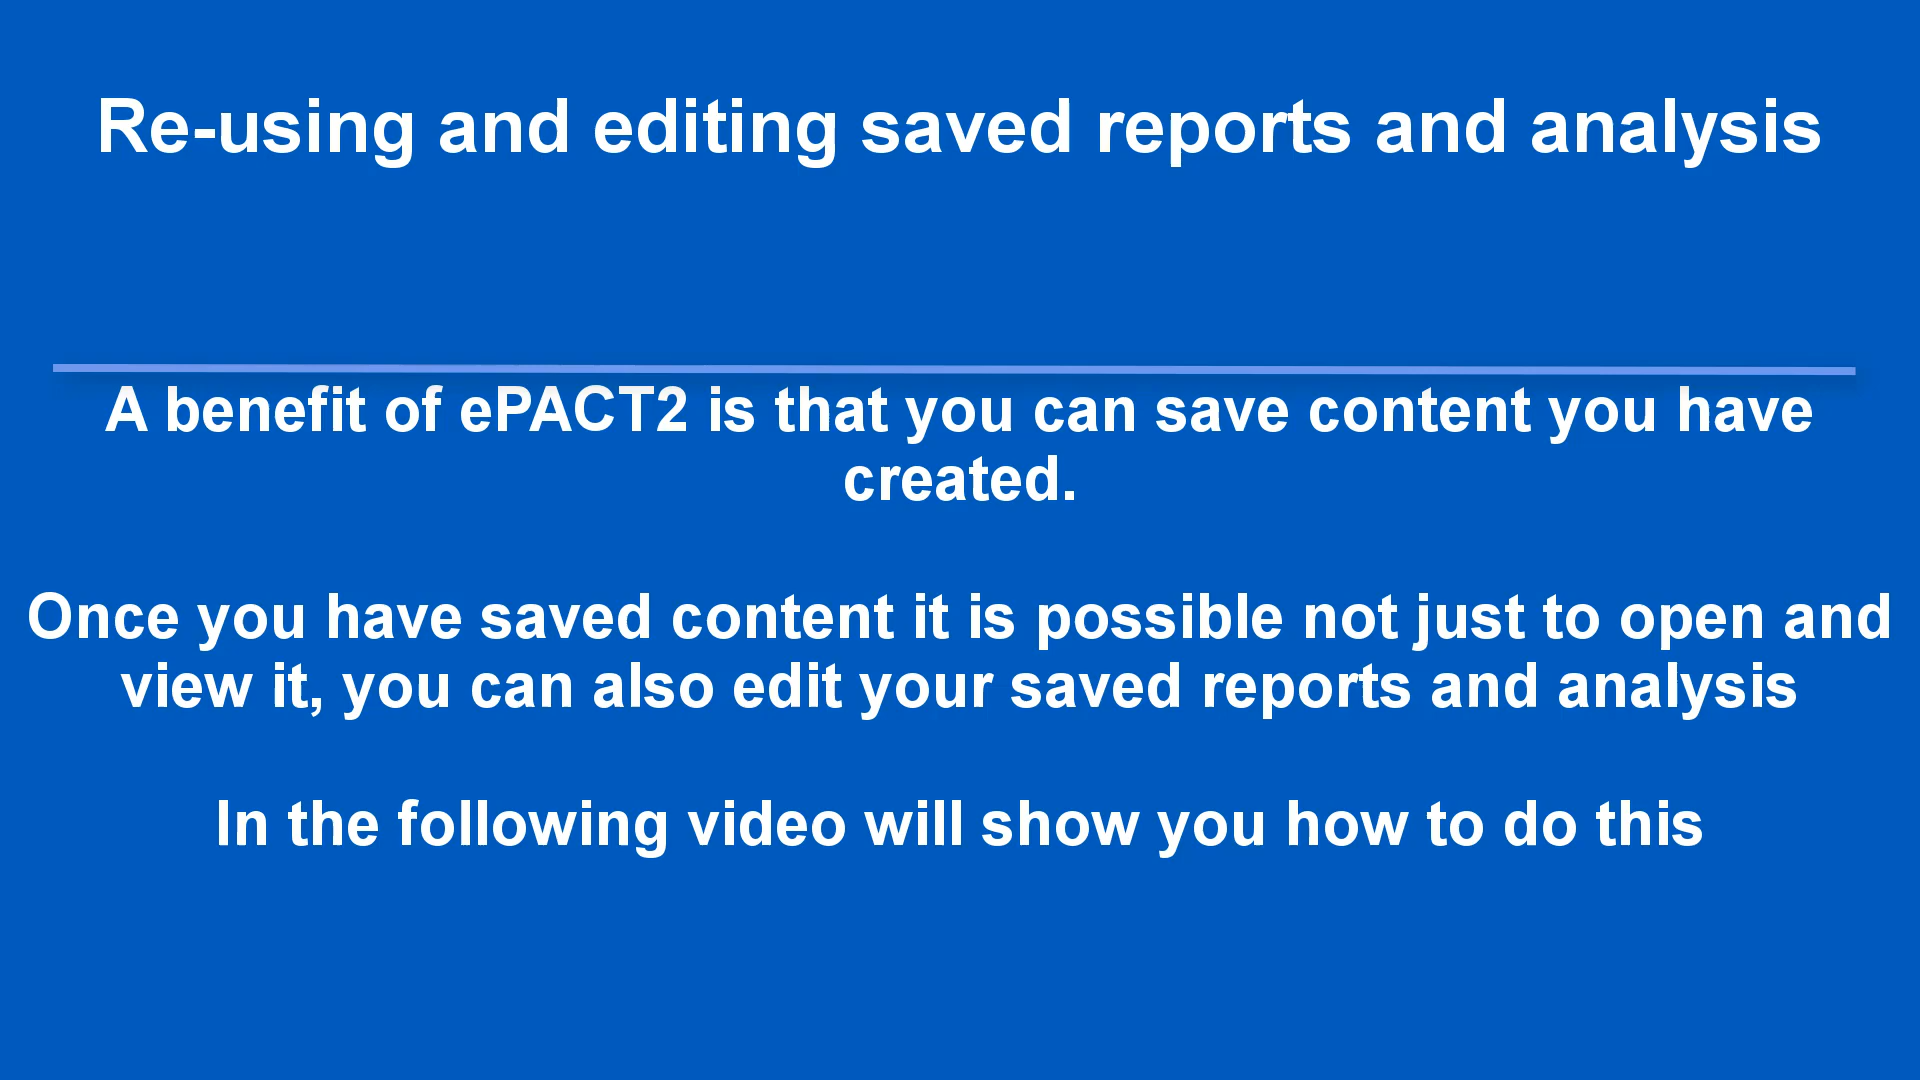 Re-using and editing saved reports and analysis
A benefit of ePACT2 is that you can save content you have
created.
Once you have saved content it is possible not just to open and
view it, you can also edit your saved reports and analysis
In the following video will show you how to do this